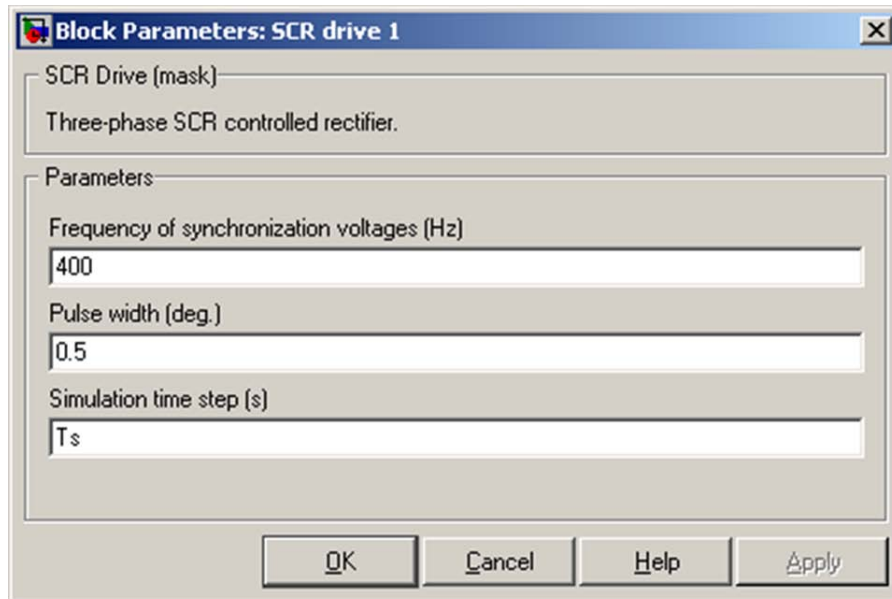 Block Parameters: SCR drive 1
SCR Drive (mask)
Three-phase SCR controlled rectifier.
Parameters
Frequency of synchronization voltages (Hz)
400
Pulse width (deg.)
0.5
Simulation time step (s)
Ts
OK Cancel Help Apply